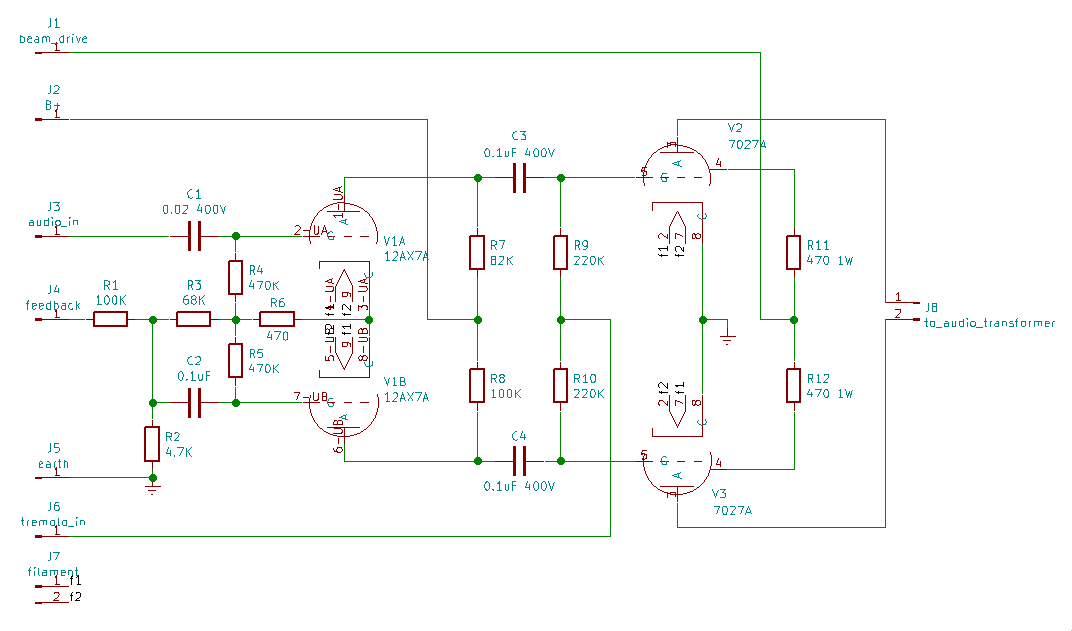 J1
beam_drive
1
J2
B+
1
J3
audio_in
1
J4
feedback
1
J5
earth
1
J6
tremolo_in
1
J7
filament
1 f1
2 f2
R1
100K
R2
4.7K
R3
68K
C1
0.02 400V
C2
0.1uF
R4
470K
R5
470K
R6
470
1-UA
A
2-UA
G
V1A
12AX7A
C
3-UA
9
f2
8-UB
C
9 f1
f2
5-UB
7-UB
G
A
6-UB
V1B
12AX7A
R7
82K
R8
100K
C3
0.1uF 400V
C4
0.1uF 400V
R9
220K
R10
220K
V2
7027A
A
5
G
4
C
f1 2
f2 7
8
f2
2
f1
7
8
C
5
G
4
A
V3
7027A
R11
470 1W
R12
470 1W
1
2
J8
to_audio_transformer